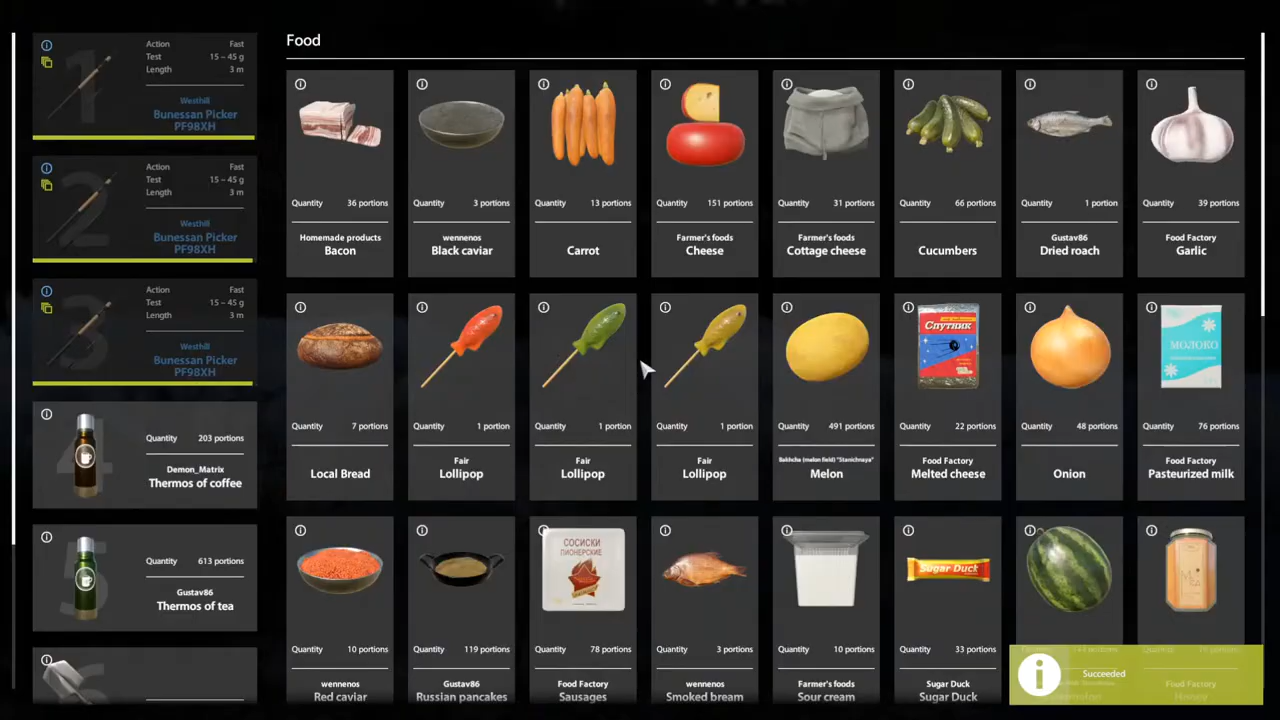 Food
1
Action Fast
Test 15 – 45 g
Length 3 m
Westhill
Bunessan Picker
PF98XH
2
Action Fast
Test 15 – 45 g
Length 3 m
Westhill
Bunessan Picker
PF98XH
3
Action Fast
Test 15 – 45 g
Length 3 m
Westhill
Bunessan Picker
PF98XH
4
Quantity 203 portions
Demon_Matrix
Thermos of coffee
5
Quantity 613 portions
Gustav86
Thermos of tea
Quantity 36 portions
Homemade products
Bacon
Quantity 3 portions
wennenos
Black caviar
Quantity 13 portions
Carrot
Quantity 151 portions
Farmer's foods
Cheese
Quantity 31 portions
Farmer's foods
Cottage cheese
Quantity 66 portions
Cucumbers
Quantity 1 portion
Gustav86
Dried roach
Quantity 39 portions
Food Factory
Garlic
Quantity 7 portions
Local Bread
Quantity 1 portion
Fair
Lollipop
Quantity 1 portion
Fair
Lollipop
Quantity 1 portion
Fair
Lollipop
Quantity 491 portions
Bakhcha (melon field) "Stanichnaya"
Melon
Спутник
Quantity 22 portions
Food Factory
Melted cheese
Quantity 48 portions
Onion
МОЛОКО
Quantity 76 portions
Food Factory
Pasteurized milk
Quantity 10 portions
wennenos
Red caviar
Quantity 119 portions
Gustav86
Russian pancakes
СОСИСКИ
ПИОНЕРСКИЕ
Quantity 78 portions
Food Factory
Sausages
Quantity 3 portions
wennenos
Smoked bream
Quantity 10 portions
Farmer's foods
Sour cream
Sugar Duck
Quantity 33 portions
Sugar Duck
Sugar Duck
Succeeded
Food Factory
Honey